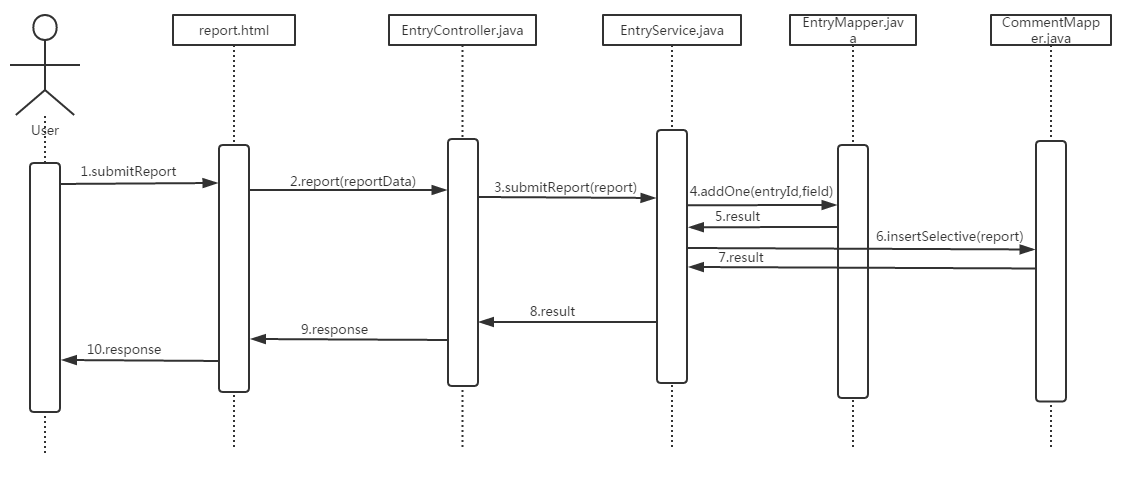 report.html
EntryController.java
EntryService.java
EntryMapper.jav
a
CommentMapp
er.java
User
1.submitReport
2.report(reportData)
3.submitReport(report)
4.addOne(entryId,field)
5.result
6.insertSelective(report)
7.result
8.result
9.response
10.response